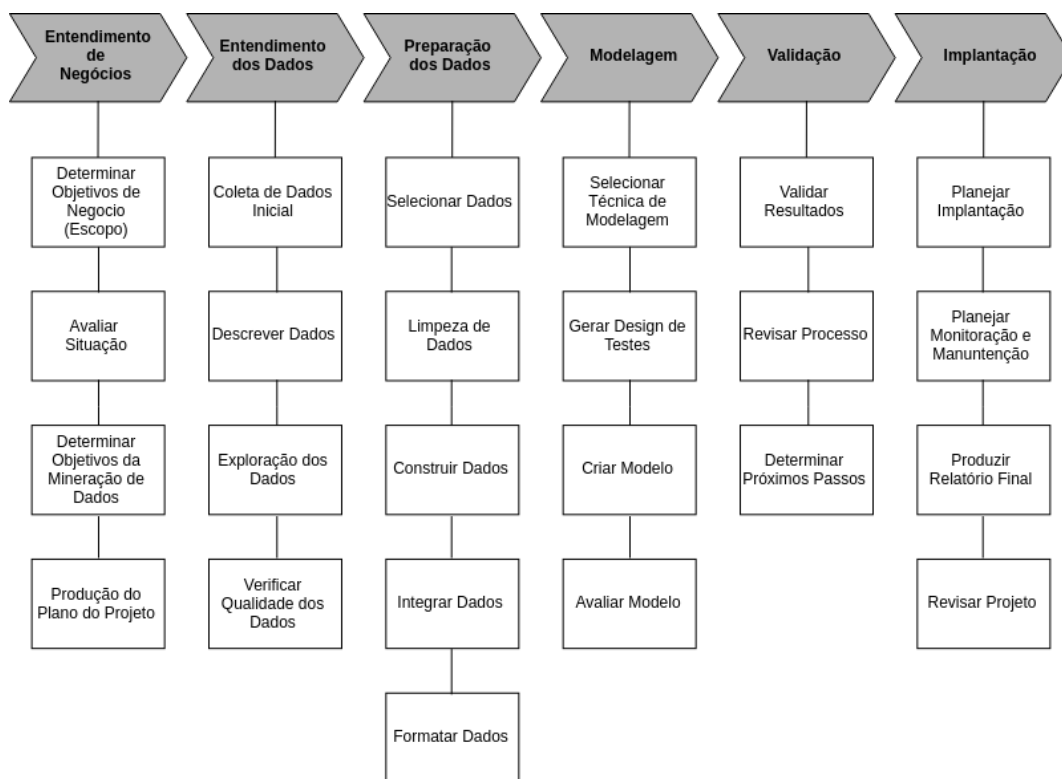 Entendimento
de
Negócios
Entendimento
dos Dados
Preparação
dos Dados
Modelagem
Validação
Implantação
Determinar
Objetivos de
Negocio
(Escopo)
Avaliar
Situação
Determinar
Objetivos da
Mineração de
Dados
Produção do
Plano do Projeto
Coleta de Dados
Inicial
Descrever Dados
Exploração dos
Dados
Verificar
Qualidade dos
Dados
Selecionar Dados
Limpeza de
Dados
Construir Dados
Integrar Dados
Formatar Dados
Selecionar
Técnica de
Modelagem
Gerar Design de
Testes
Criar Modelo
Avaliar Modelo
Validar
Resultados
Revisar Processo
Determinar
Próximos Passos
Planejar
Implantação
Planejar
Monitoração e
Manuntenção
Produzir
Relatório Final
Revisar Projeto